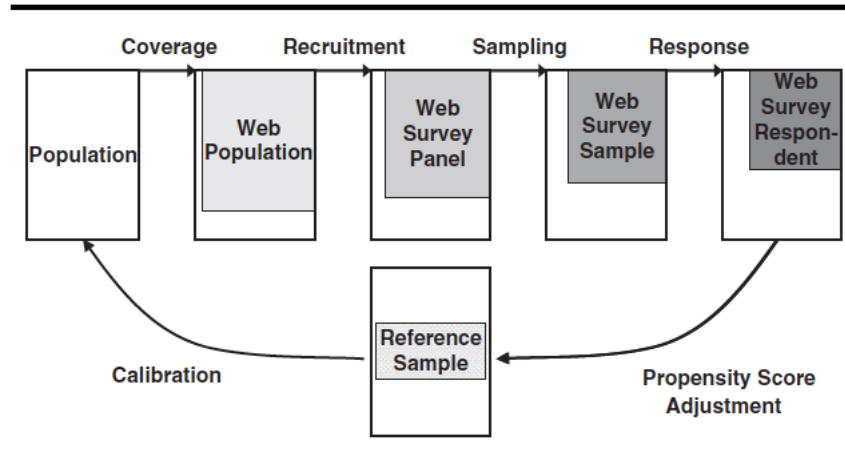 Coverage
Recruitment
Sampling
Response
Population
Web
Population
Web
Survey
Panel
Web
Survey
Sample
Web
Survey
Respon-
dent
Reference
Sample
Calibration
Propensity Score
Adjustment